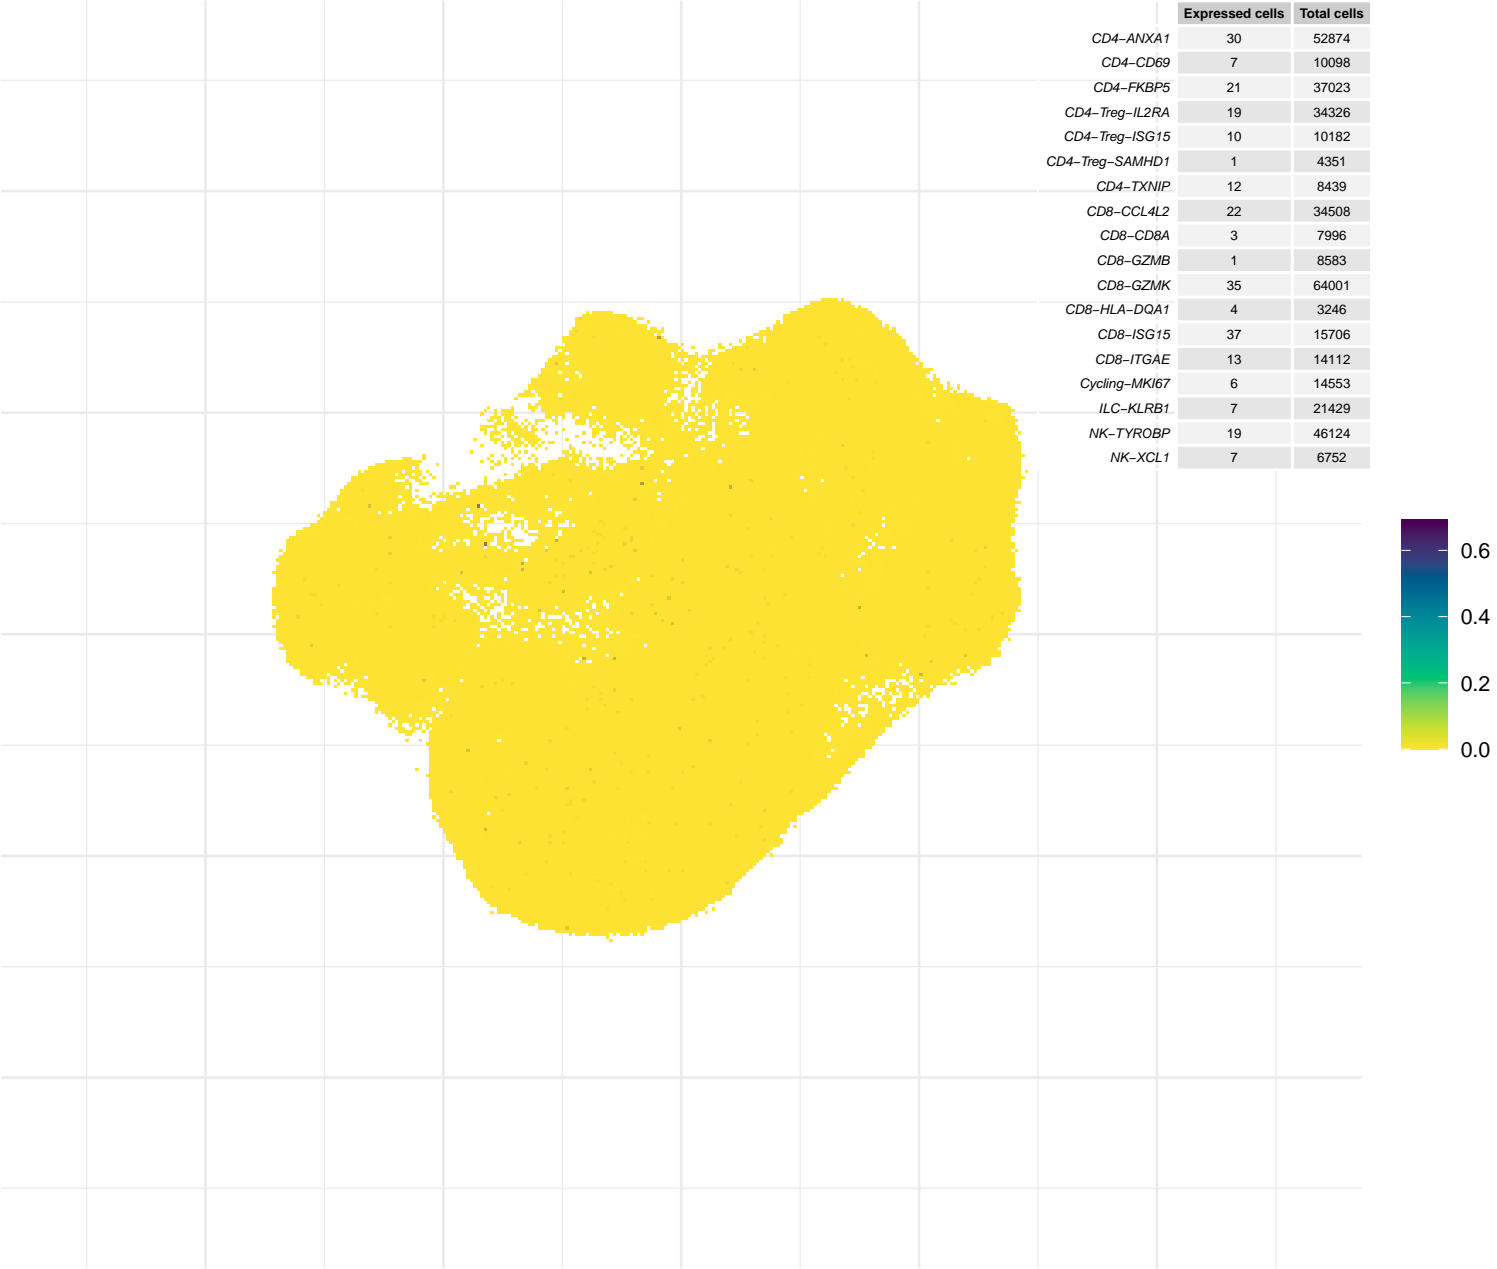 Expressed cells Total cells
CD4−ANXA1 30 52874
CD4−CD69 7 10098
CD4−FKBP5 21 37023
CD4−Treg−IL2RA 19 34326
CD4−Treg−ISG15 10 10182
CD4−Treg−SAMHD1 1 4351
CD4−TXNIP 12 8439
CD8−CCL4L2 22 34508
CD8−CD8A 3 7996
CD8−GZMB 1 8583
CD8−GZMK 35 64001
CD8−HLA−DQA1 4 3246
CD8−ISG15 37 15706
CD8−ITGAE 13 14112
Cycling−MKI67 6 14553
ILC−KLRB1 7 21429
NK−TYROBP 19 46124
NK−XCL1 7 6752
0.6
0.4
0.2
0.0